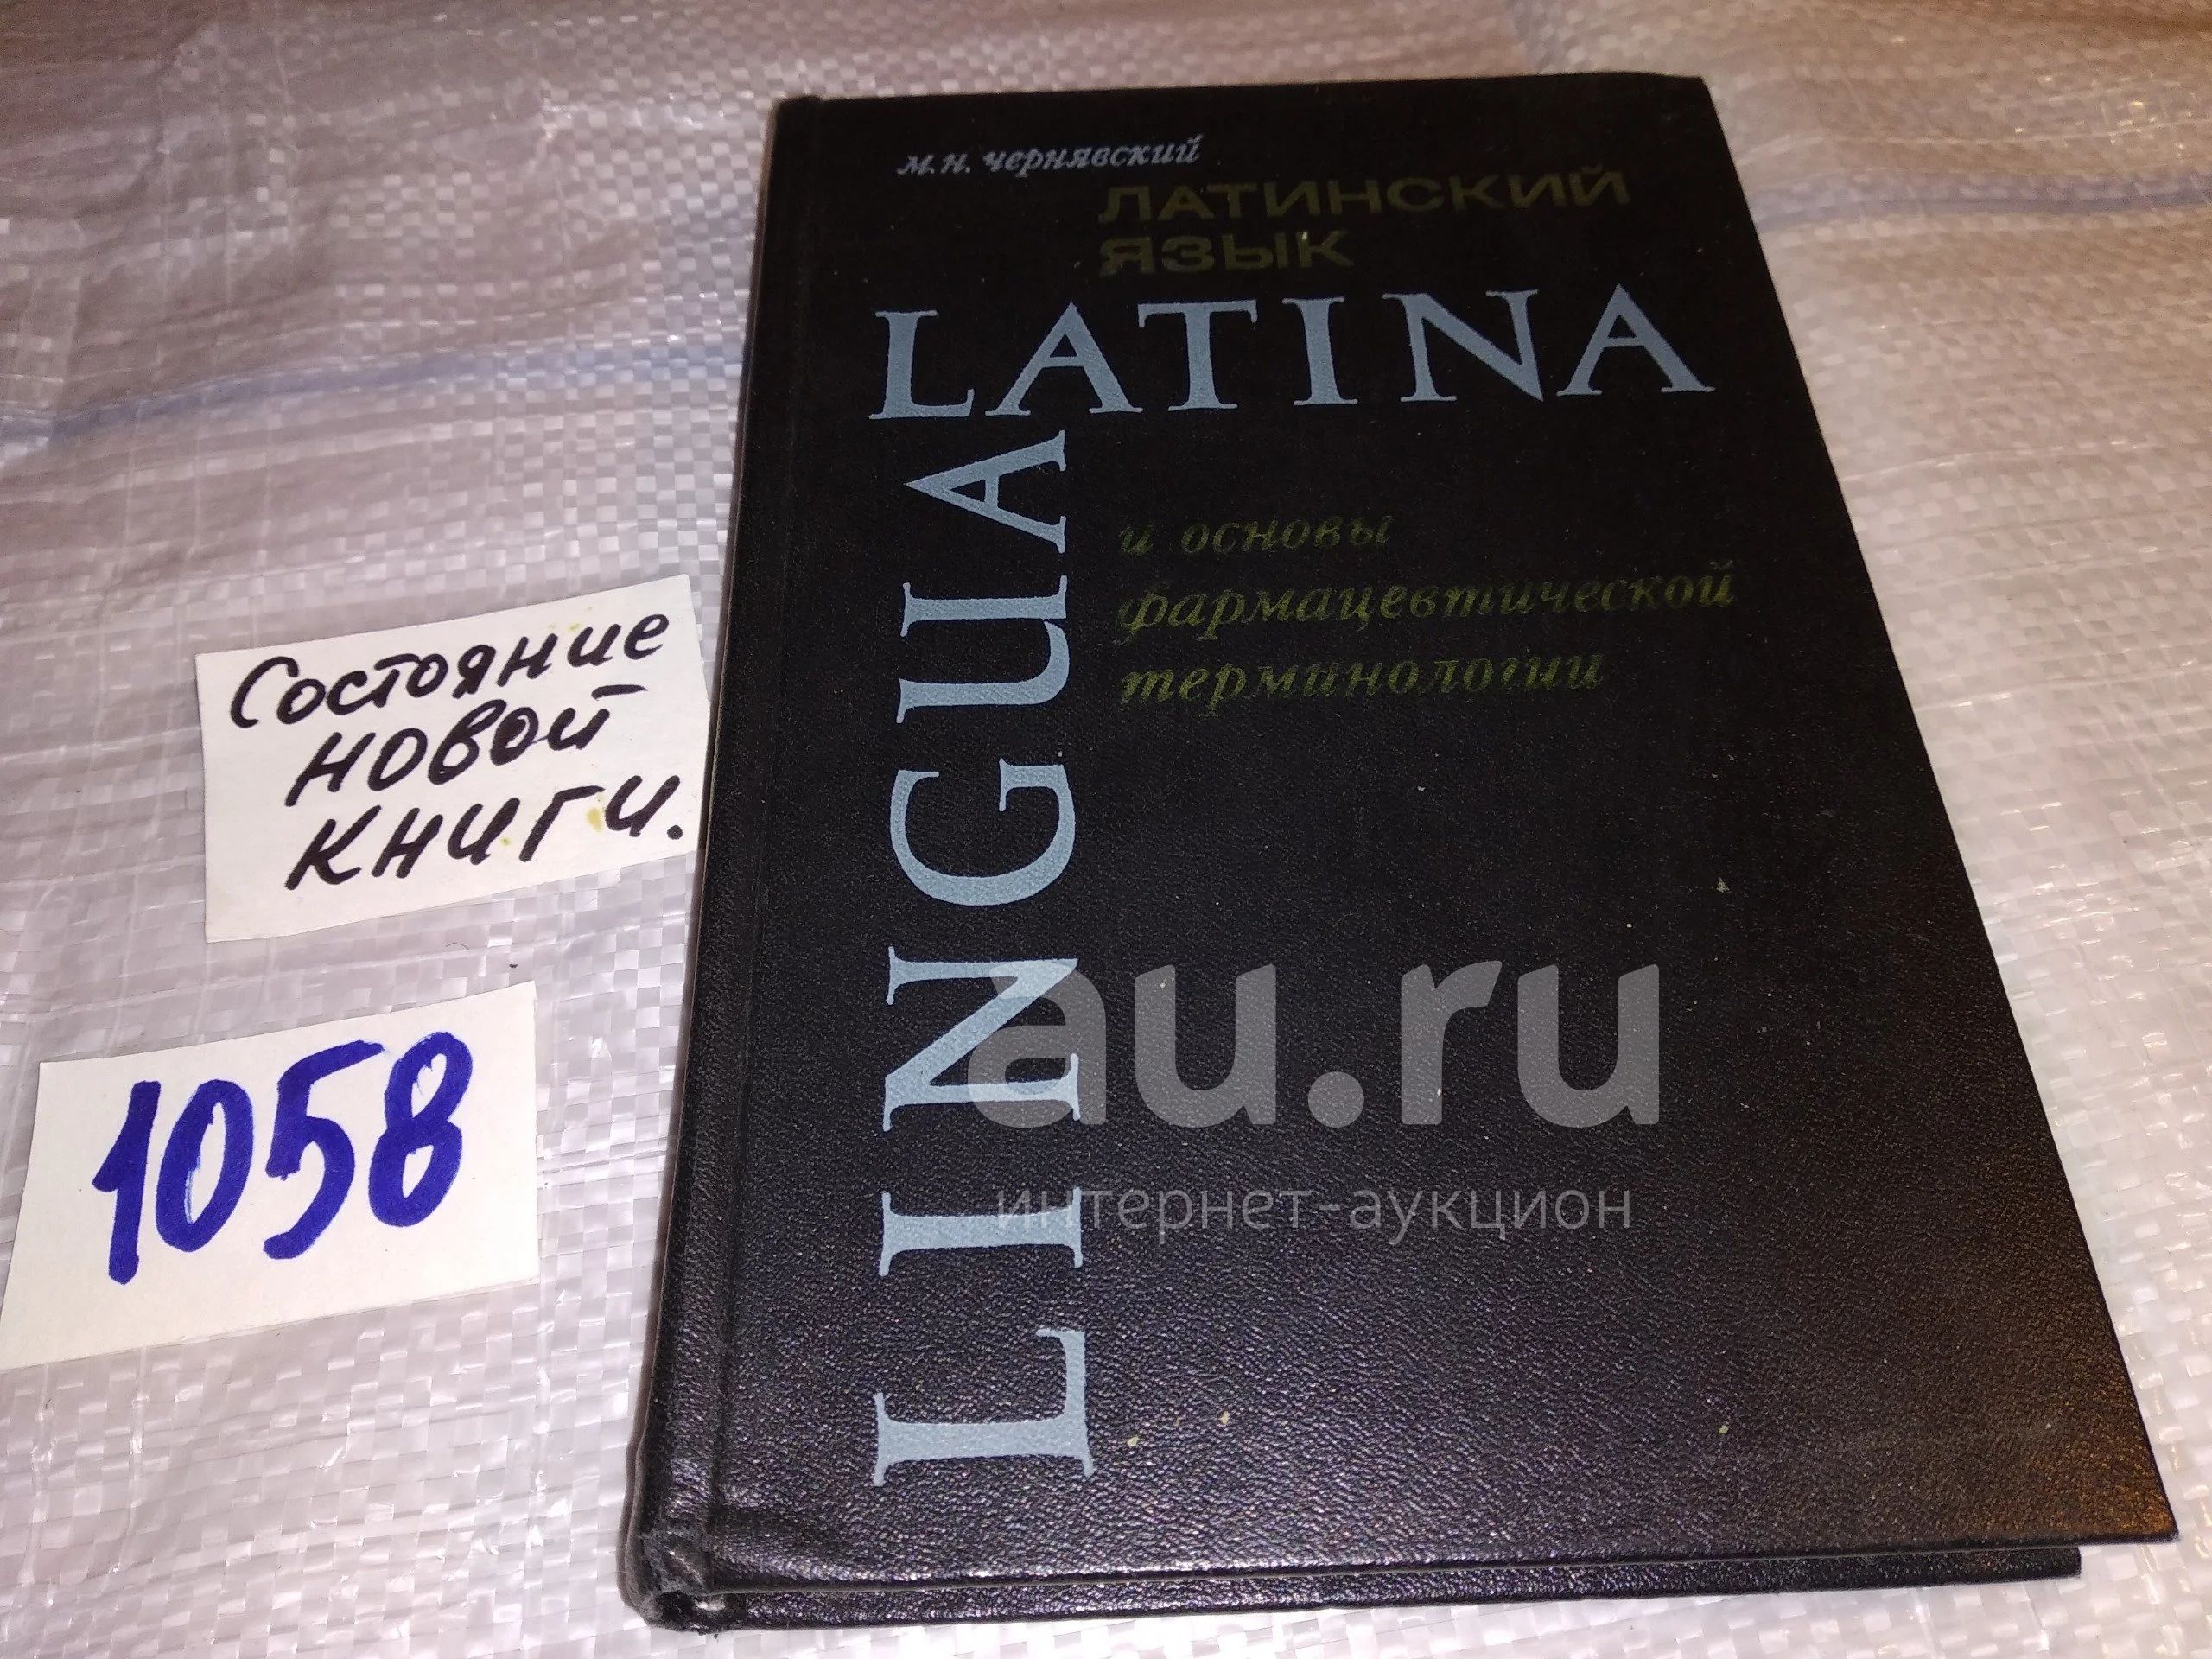 м.н. чернявский
ЛАТИНСКИЙ
ЯЗЫК
LATINA
LINGUA
и основы
фармацевтической
терминологии
Состояние
новой
книги.
1058
au.ru
интернет-аукцион